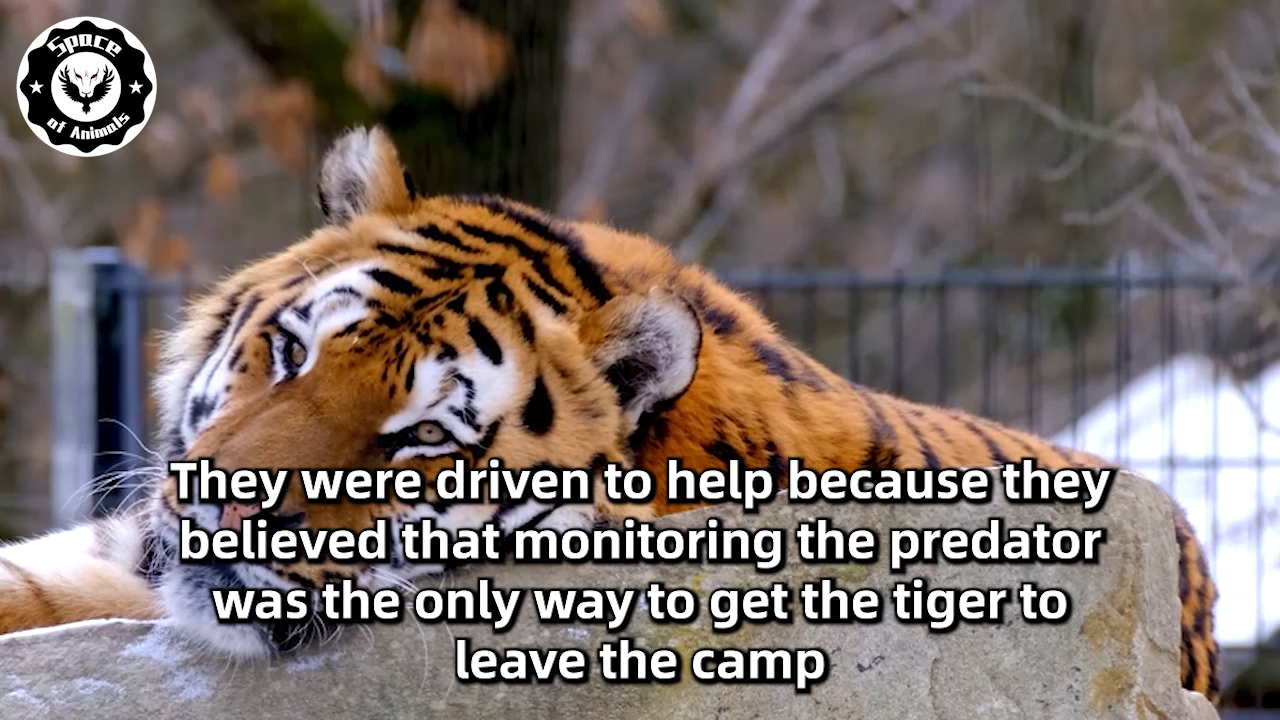 Space
of Animals
They were driven to help because they
believed that monitoring the predator
was the only way to get the tiger to
leave the camp